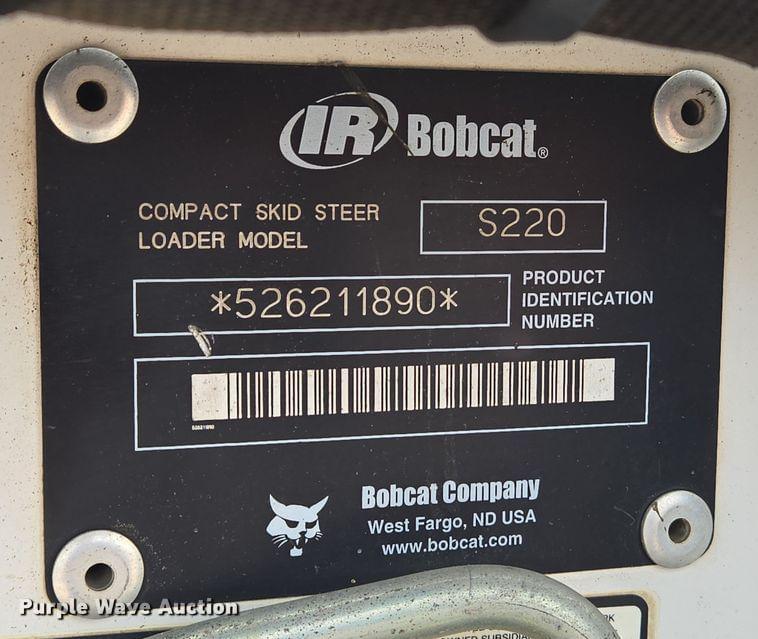 IR Bobcat®
COMPACT SKID STEER
LOADER MODEL
S220
*526211890*
PRODUCT
IDENTIFICATION
NUMBER
526211890
Bobcat Company
West Fargo, ND USA
www.bobcat.com
Purple Wave Auction